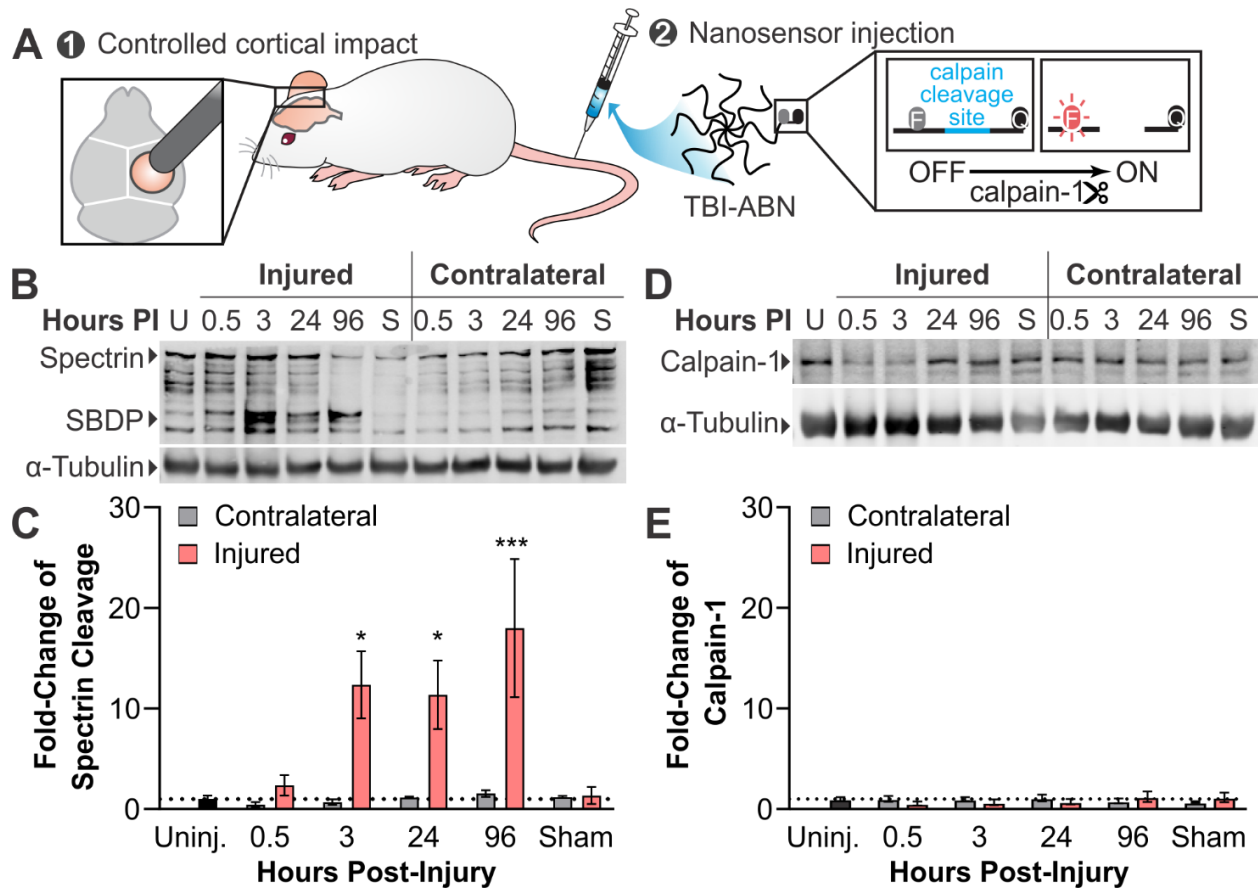 A ❶ Controlled cortical impact
❷ Nanosensor injection
calpain
cleavage
site
F
Q
F
Q
OFF
ON
calpain-1
TBI-ABN
B
Injured
Contralateral
Hours PI U 0.5 3 24 96 S 0.5 3 24 96 S
Spectrin
SBDP
α-Tubulin
D
Injured
Contralateral
Hours PI U 0.5 3 24 96 S 0.5 3 24 96 S
Calpain-1
α-Tubulin
C
Fold-Change of
Spectrin Cleavage
30
20
10
0
Contralateral
Injured
*
*
***
Uninj. 0.5 3 24 96 Sham
Hours Post-Injury
E
Fold-Change of
Calpain-1
30
20
10
0
Contralateral
Injured
Uninj. 0.5 3 24 96 Sham
Hours Post-Injury